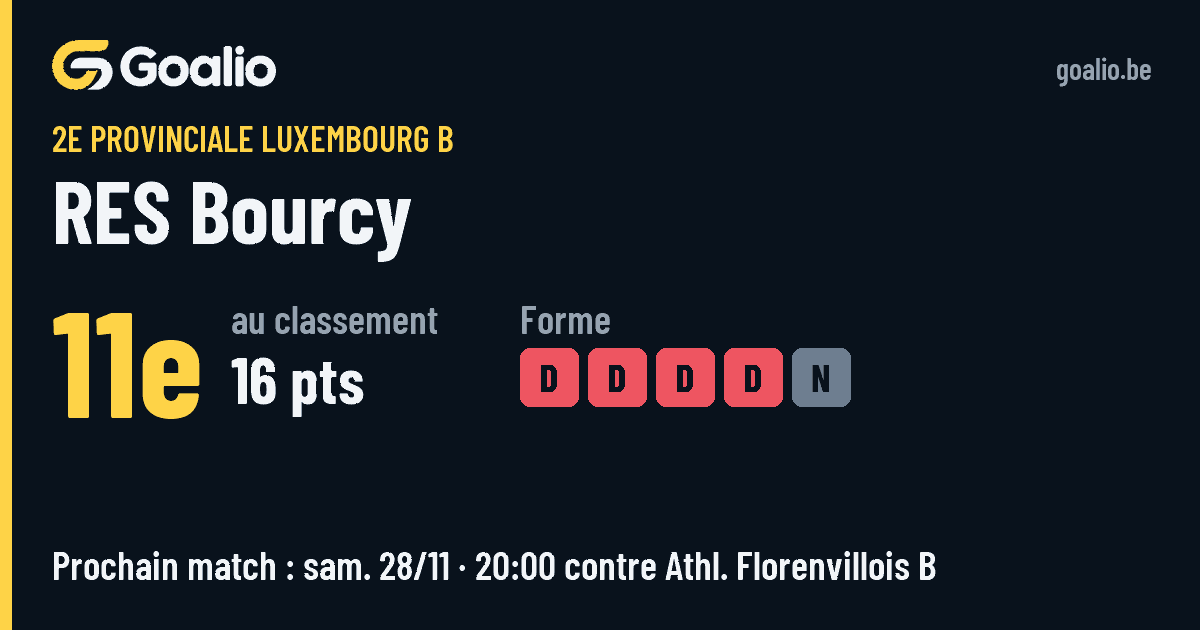 Goalio
goalio.be
2E PROVINCIALE LUXEMBOURG B
RES Bourcy
11e
au classement
16 pts
Forme
D D D D N
Prochain match : sam. 28/11 · 20:00 contre Athl. Florenvillois B